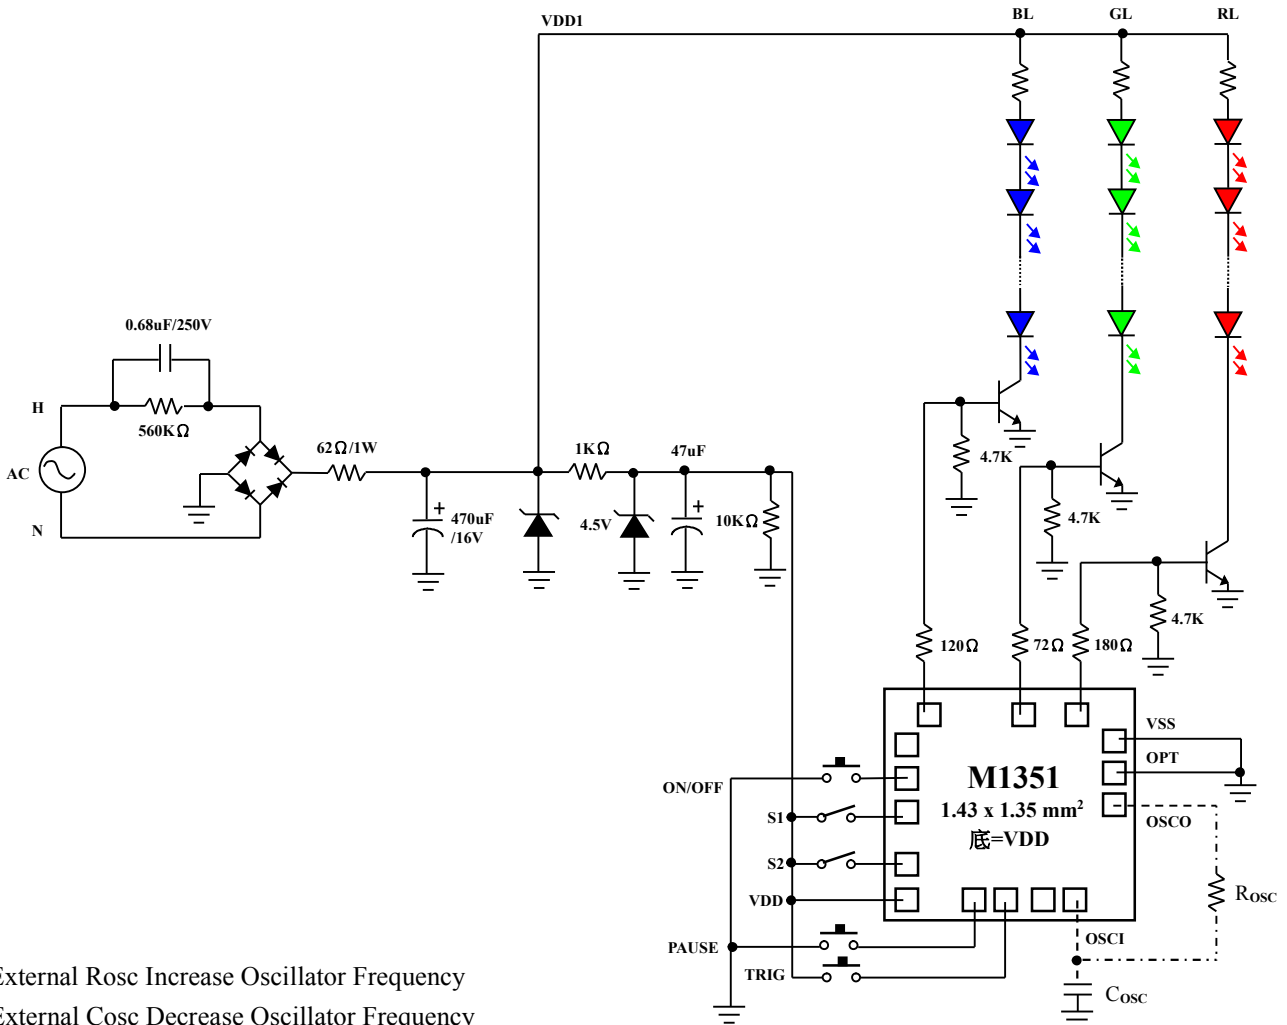 VDD1
BL
GL
RL
0.68uF/250V
H
560KΩ
AC
N
62Ω/1W
470uF
/16V
1KΩ
4.5V
47uF
10KΩ
4.7K
4.7K
4.7K
120Ω
72Ω
180Ω
M1351
1.43 x 1.35 mm²
底=VDD
VSS
OPT
OSCO
ROSC
OSCI
COSC
ON/OFF
S1
S2
VDD
PAUSE
TRIG
External Rosc Increase Oscillator Frequency
External Cosc Decrease Oscillator Frequency